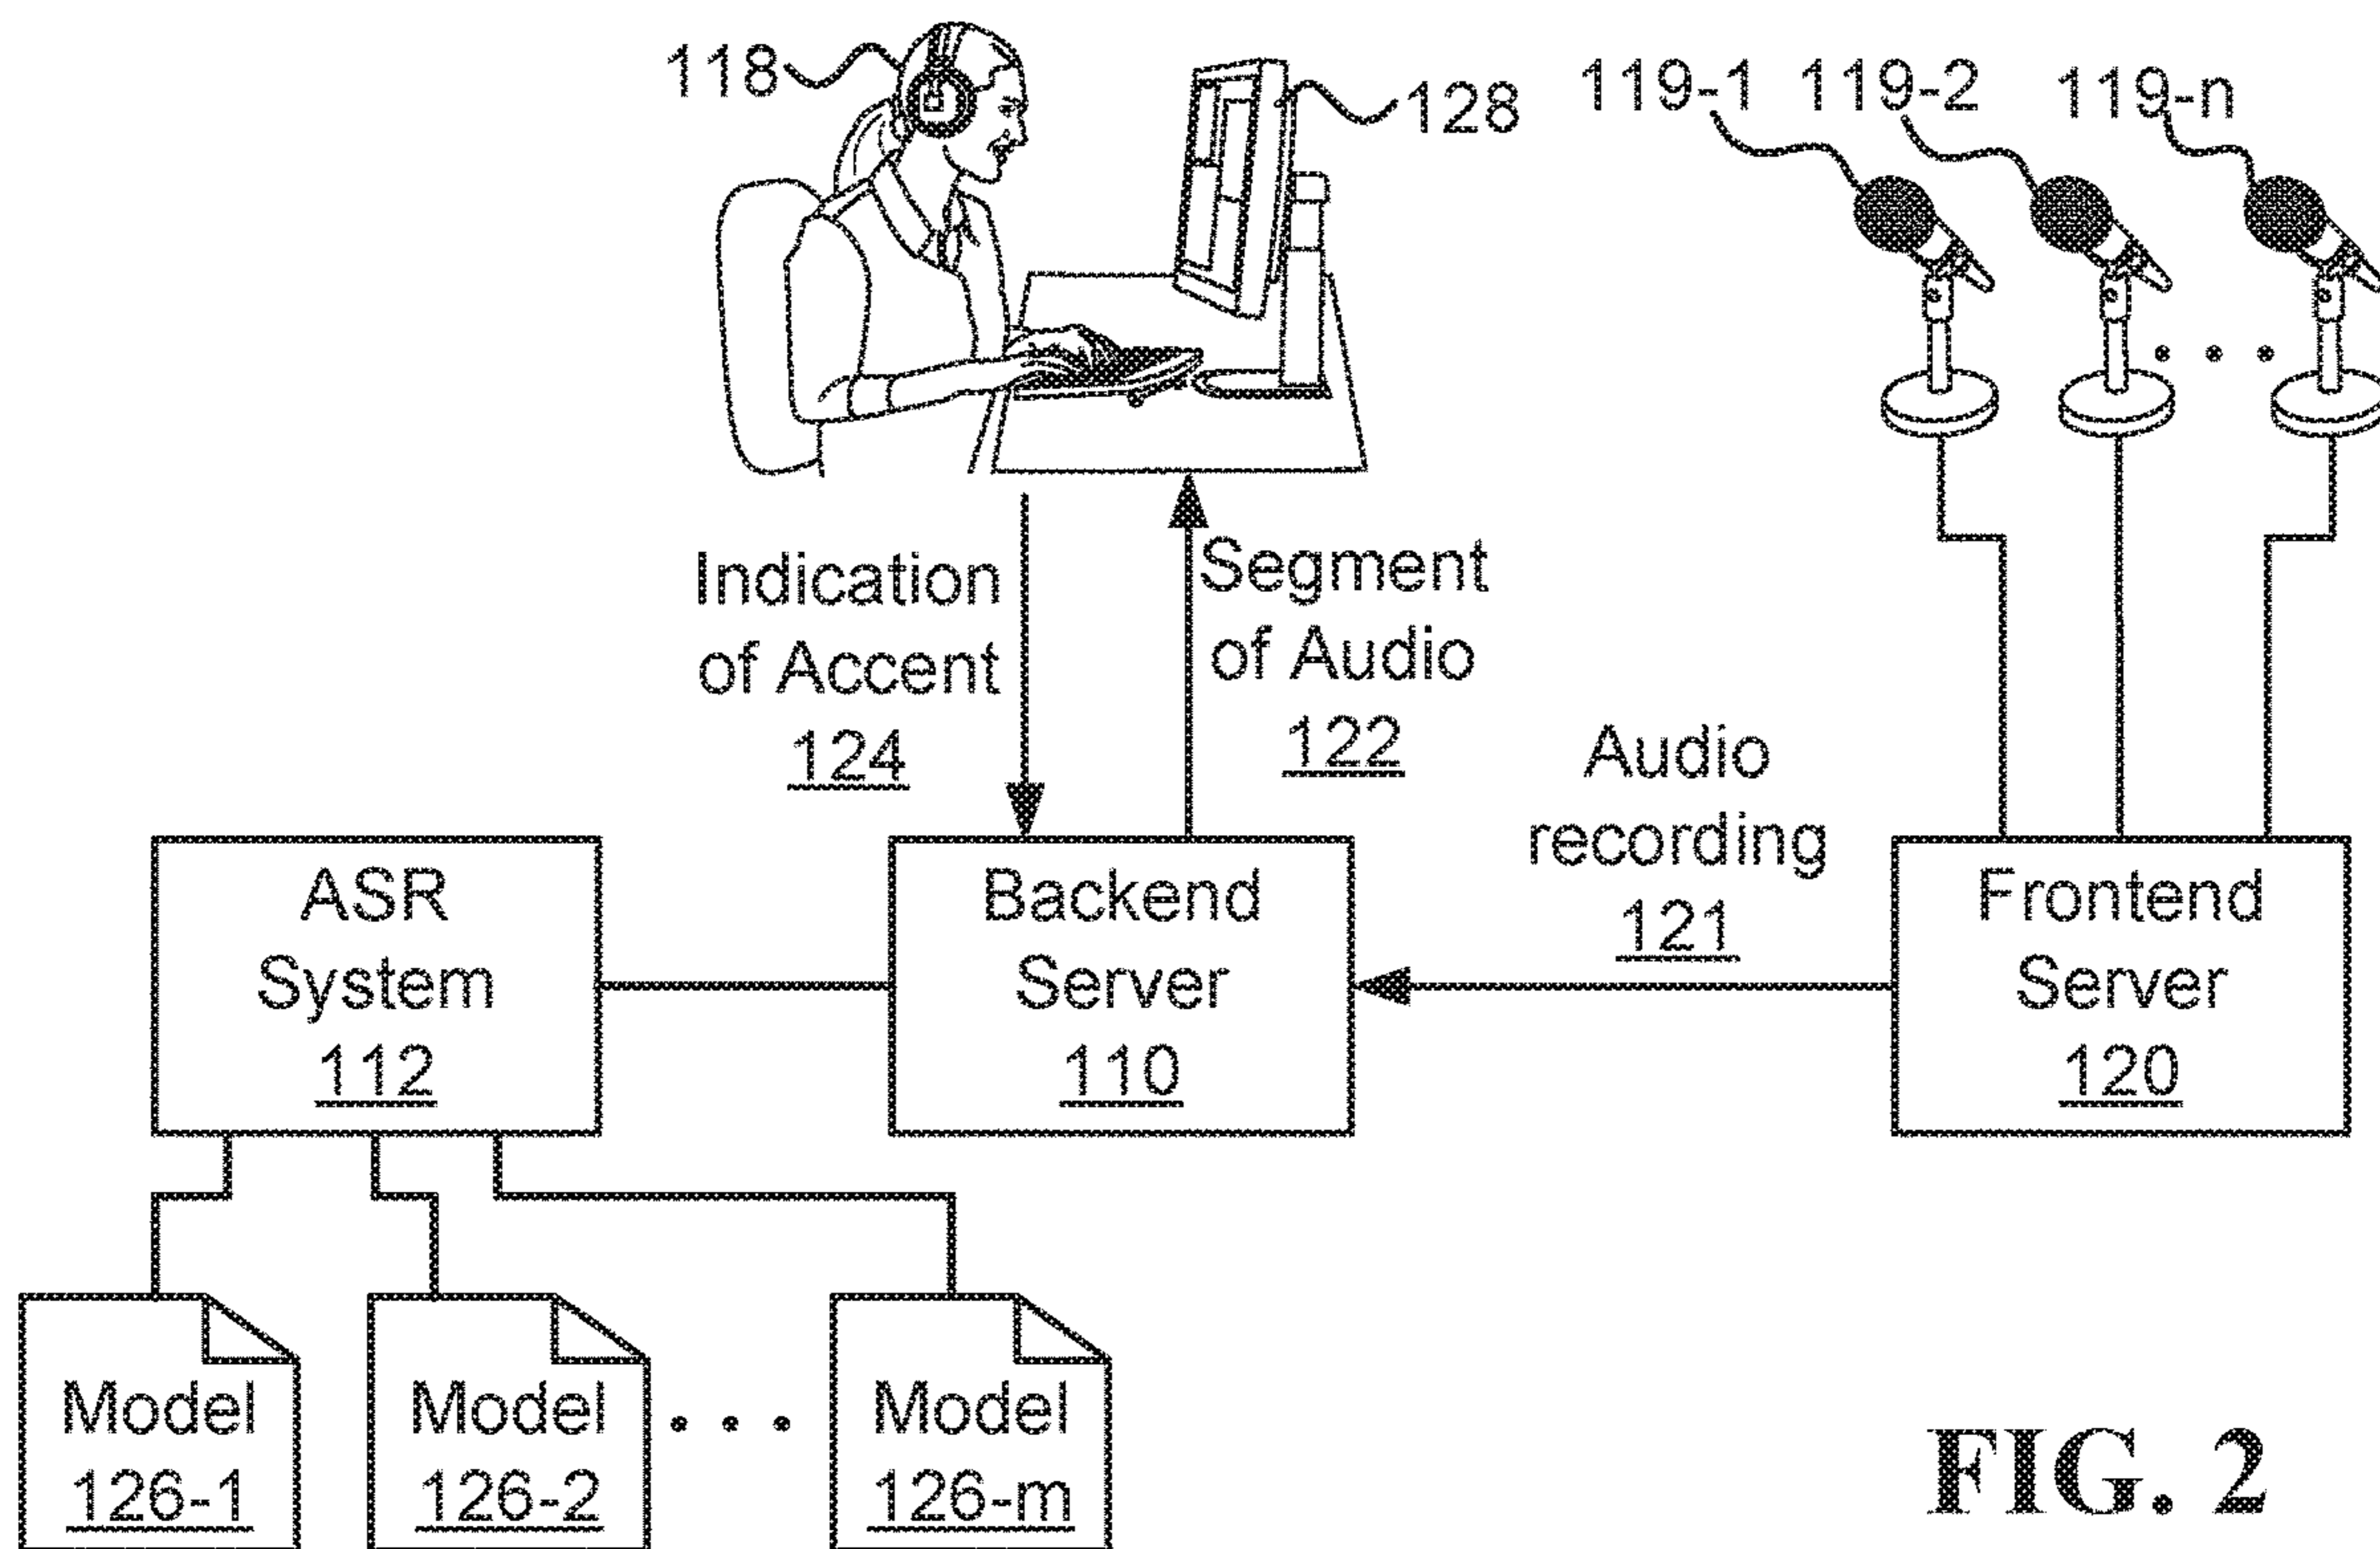 118
128
119-1
119-2
119-n
Indication
of Accent
124
Segment
of Audio
122
Audio
recording
121
ASR
System
112
Backend
Server
110
Frontend
Server
120
Model
126-1
Model
126-2
. . .
Model
126-m
FIG. 2